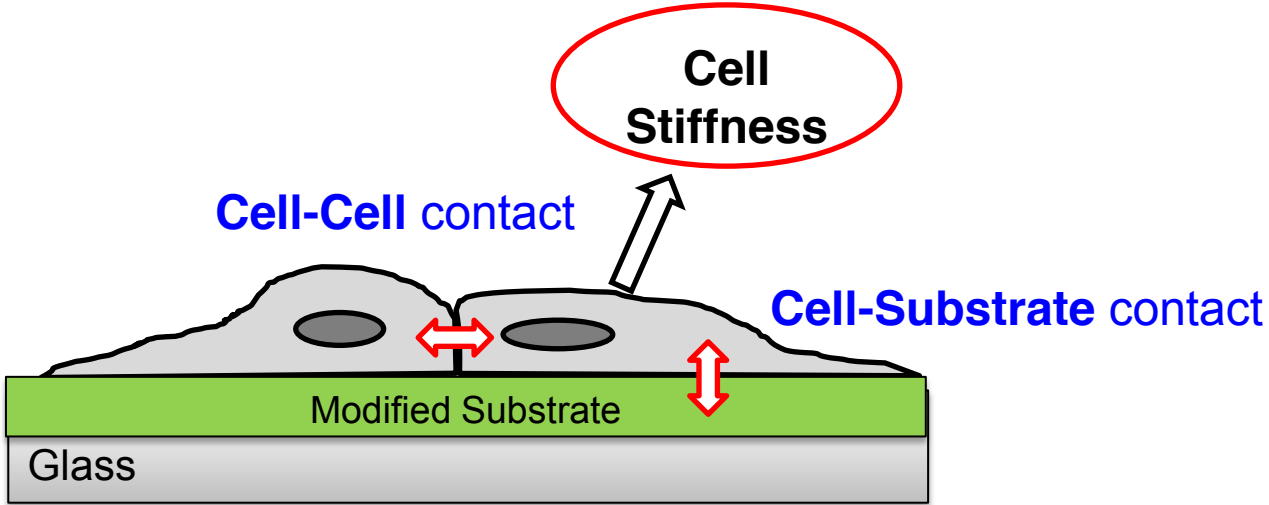 Cell
Stiffness
Cell-Cell contact
Cell-Substrate contact
Modified Substrate
Glass